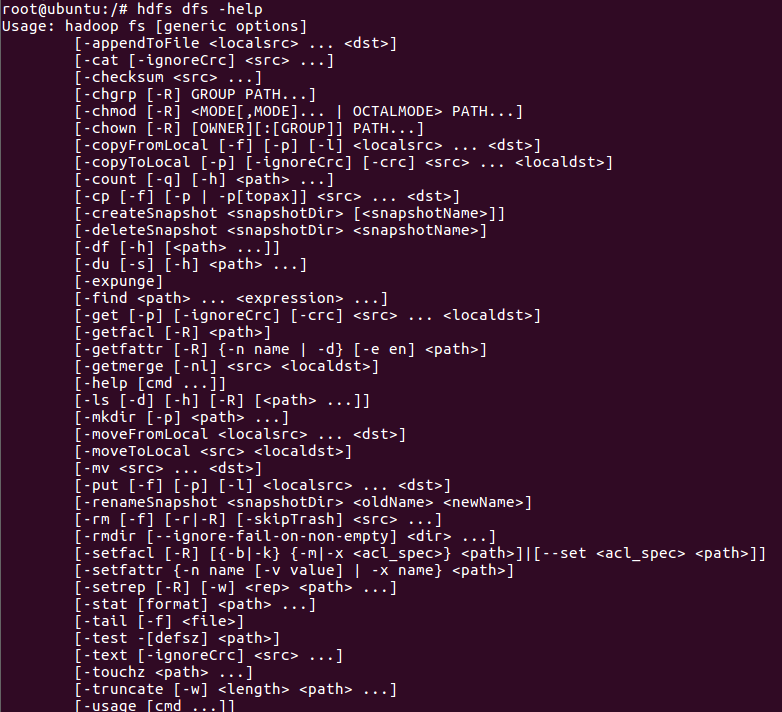 root@ubuntu:/# hdfs dfs -help
Usage: hadoop fs [generic options]
[-appendToFile <localsrc> ... <dst>]
[-cat [-ignoreCrc] <src> ...]
[-checksum <src> ...]
[-chgrp [-R] GROUP PATH...]
[-chmod [-R] <MODE[,MODE]... | OCTALMODE> PATH...]
[-chown [-R] [OWNER][:[GROUP]] PATH...]
[-copyFromLocal [-f] [-p] [-l] <localsrc> ... <dst>]
[-copyToLocal [-p] [-ignoreCrc] [-crc] <src> ... <localdst>]
[-count [-q] [-h] <path> ...]
[-cp [-f] [-p | -p[topax]] <src> ... <dst>]
[-createSnapshot <snapshotDir> [<snapshotName>]]
[-deleteSnapshot <snapshotDir> <snapshotName>]
[-df [-h] [<path> ...]]
[-du [-s] [-h] <path> ...]
[-expunge]
[-find <path> ... <expression> ...]
[-get [-p] [-ignoreCrc] [-crc] <src> ... <localdst>]
[-getfacl [-R] <path>]
[-getfattr [-R] {-n name | -d} [-e en] <path>]
[-getmerge [-nl] <src> <localdst>]
[-help [cmd ...]]
[-ls [-d] [-h] [-R] [<path> ...]]
[-mkdir [-p] <path> ...]
[-moveFromLocal <localsrc> ... <dst>]
[-moveToLocal <src> <localdst>]
[-mv <src> ... <dst>]
[-put [-f] [-p] [-l] <localsrc> ... <dst>]
[-renameSnapshot <snapshotDir> <oldName> <newName>]
[-rm [-f] [-r|-R] [-skipTrash] <src> ...]
[-rmdir [--ignore-fail-on-non-empty] <dir> ...]
[-setfacl [-R] [{-b|-k} {-m|-x <acl_spec>} <path>]|[--set <acl_spec> <path>]]
[-setfattr {-n name [-v value] | -x name} <path>]
[-setrep [-R] [-w] <rep> <path> ...]
[-stat [format] <path> ...]
[-tail [-f] <file>]
[-test -[defsz] <path>]
[-text [-ignoreCrc] <src> ...]
[-touchz <path> ...]
[-truncate [-w] <length> <path> ...]
[-usage [cmd ...]]